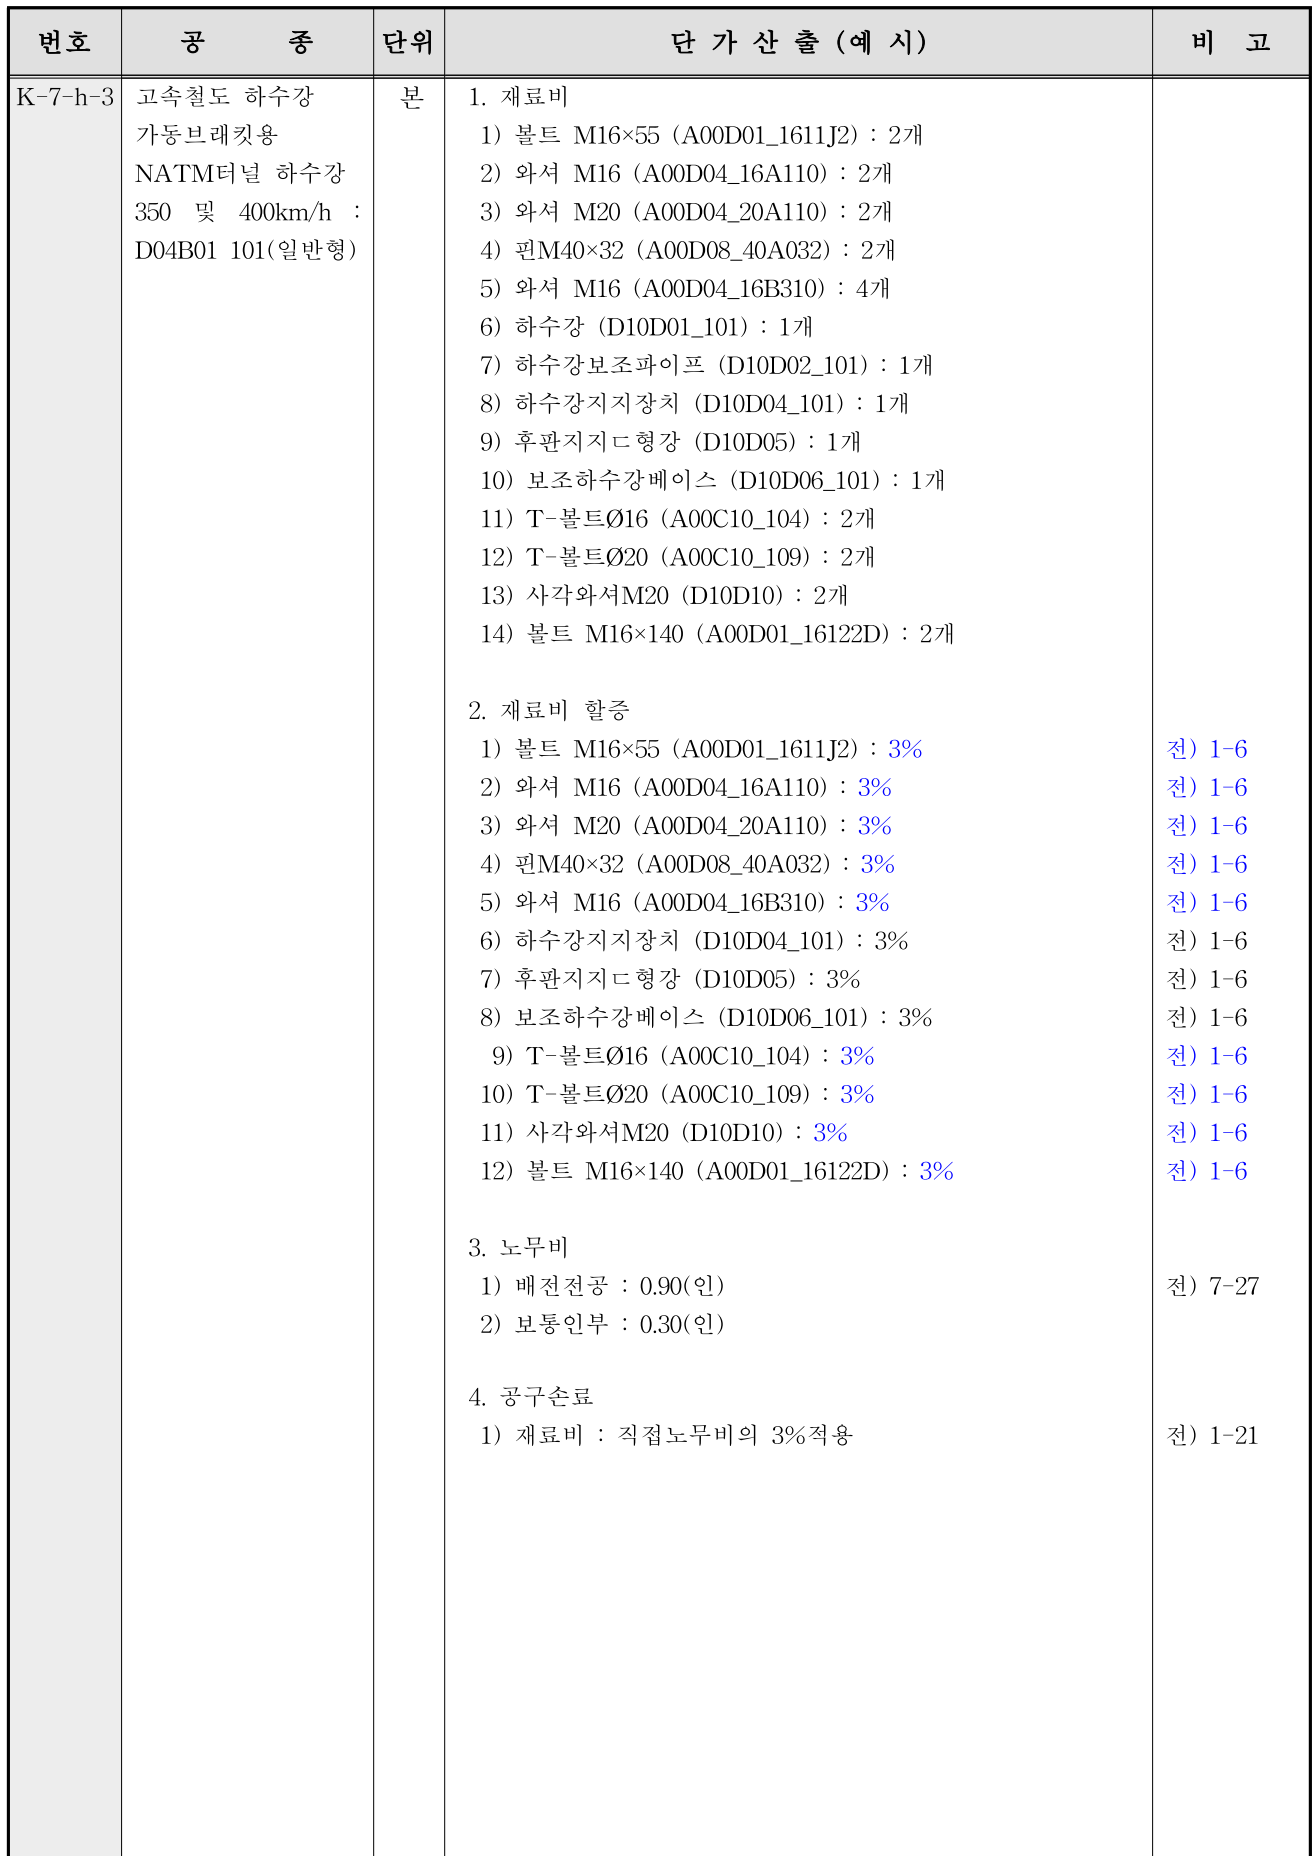 번호 공 종 단위 단 가 산 출 (예 시) 비 고
K-7-h-3 고속철도 하수강 본 1. 재료비
가동브래킷용 1) 볼트 M16×55 (A00D01_1611J2) : 2개
NATM터널 하수강 2) 와셔 M16 (A00D04_16A110) : 2개
350 및 400km/h : 3) 와셔 M20 (A00D04_20A110) : 2개
D04B01 101(일반형) 4) 핀M40×32 (A00D08_40A032) : 2개
5) 와셔 M16 (A00D04_16B310) : 4개
6) 하수강 (D10D01_101) : 1개
7) 하수강보조파이프 (D10D02_101) : 1개
8) 하수강지지장치 (D10D04_101) : 1개
9) 후판지지ㄷ형강 (D10D05) : 1개
10) 보조하수강베이스 (D10D06_101) : 1개
11) T-볼트Ø16 (A00C10_104) : 2개
12) T-볼트Ø20 (A00C10_109) : 2개
13) 사각와셔M20 (D10D10) : 2개
14) 볼트 M16×140 (A00D01_16122D) : 2개
2. 재료비 할증
1) 볼트 M16×55 (A00D01_1611J2) : 3% 전) 1-6
2) 와셔 M16 (A00D04_16A110) : 3% 전) 1-6
3) 와셔 M20 (A00D04_20A110) : 3% 전) 1-6
4) 핀M40×32 (A00D08_40A032) : 3% 전) 1-6
5) 와셔 M16 (A00D04_16B310) : 3% 전) 1-6
6) 하수강지지장치 (D10D04_101) : 3% 전) 1-6
7) 후판지지ㄷ형강 (D10D05) : 3% 전) 1-6
8) 보조하수강베이스 (D10D06_101) : 3% 전) 1-6
9) T-볼트Ø16 (A00C10_104) : 3% 전) 1-6
10) T-볼트Ø20 (A00C10_109) : 3% 전) 1-6
11) 사각와셔M20 (D10D10) : 3% 전) 1-6
12) 볼트 M16×140 (A00D01_16122D) : 3% 전) 1-6
3. 노무비
1) 배전전공 : 0.90(인) 전) 7-27
2) 보통인부 : 0.30(인)
4. 공구손료
1) 재료비 : 직접노무비의 3%적용 전) 1-21